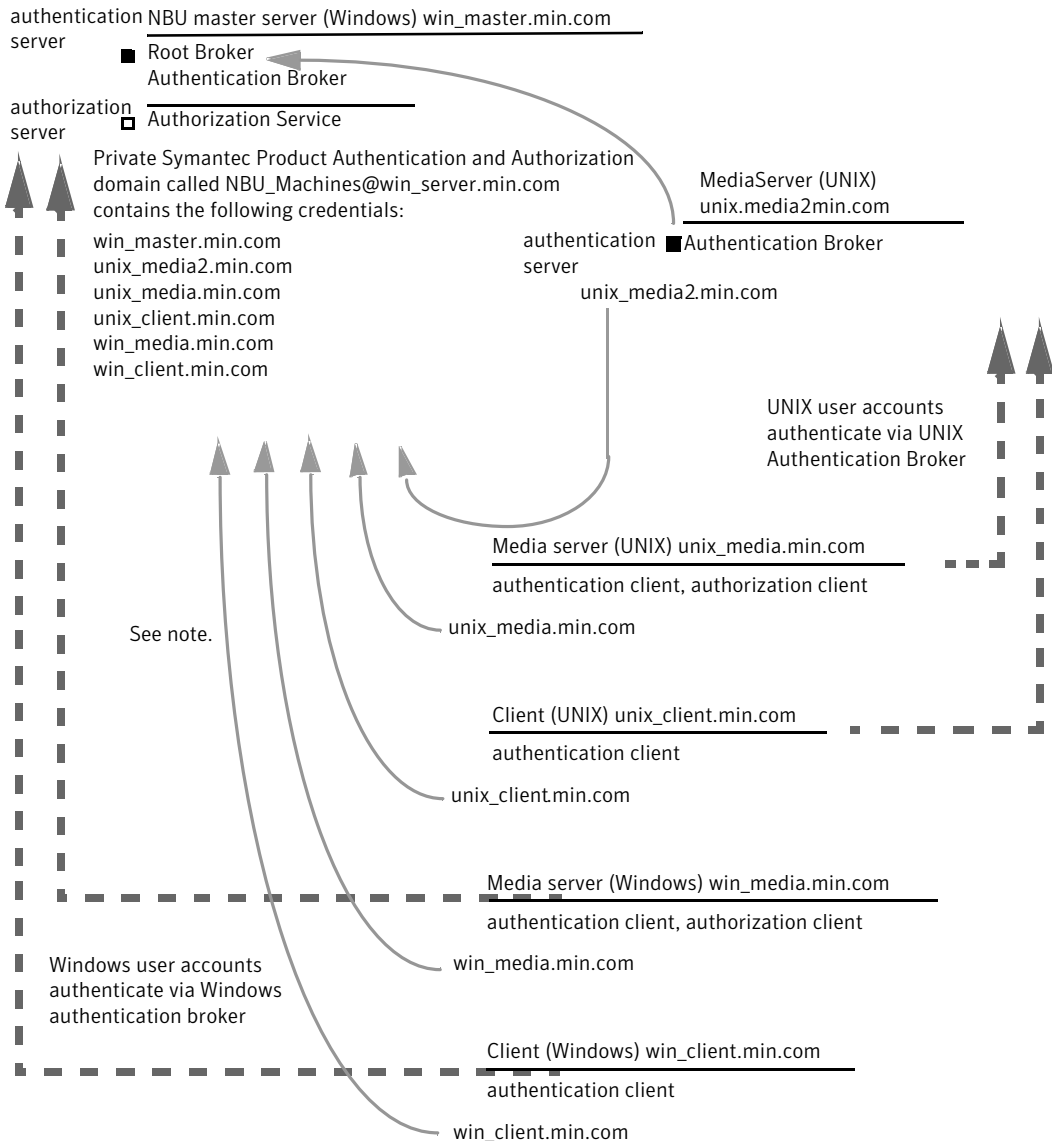 authentication server
NBU master server (Windows) win_master.min.com
Root Broker
Authentication Broker
authorization server
Authorization Service
Private Symantec Product Authentication and Authorization
domain called NBU_Machines@win_server.min.com
contains the following credentials:
win_master.min.com
unix_media2.min.com
unix_media.min.com
unix_client.min.com
win_media.min.com
win_client.min.com
MediaServer (UNIX)
unix.media2min.com
authentication server
Authentication Broker
unix_media2.min.com
UNIX user accounts
authenticate via UNIX
Authentication Broker
Media server (UNIX) unix_media.min.com
authentication client, authorization client
unix_media.min.com
See note.
Client (UNIX) unix_client.min.com
authentication client
unix_client.min.com
Media server (Windows) win_media.min.com
authentication client, authorization client
win_media.min.com
Windows user accounts
authenticate via Windows
authentication broker
Client (Windows) win_client.min.com
authentication client
win_client.min.com